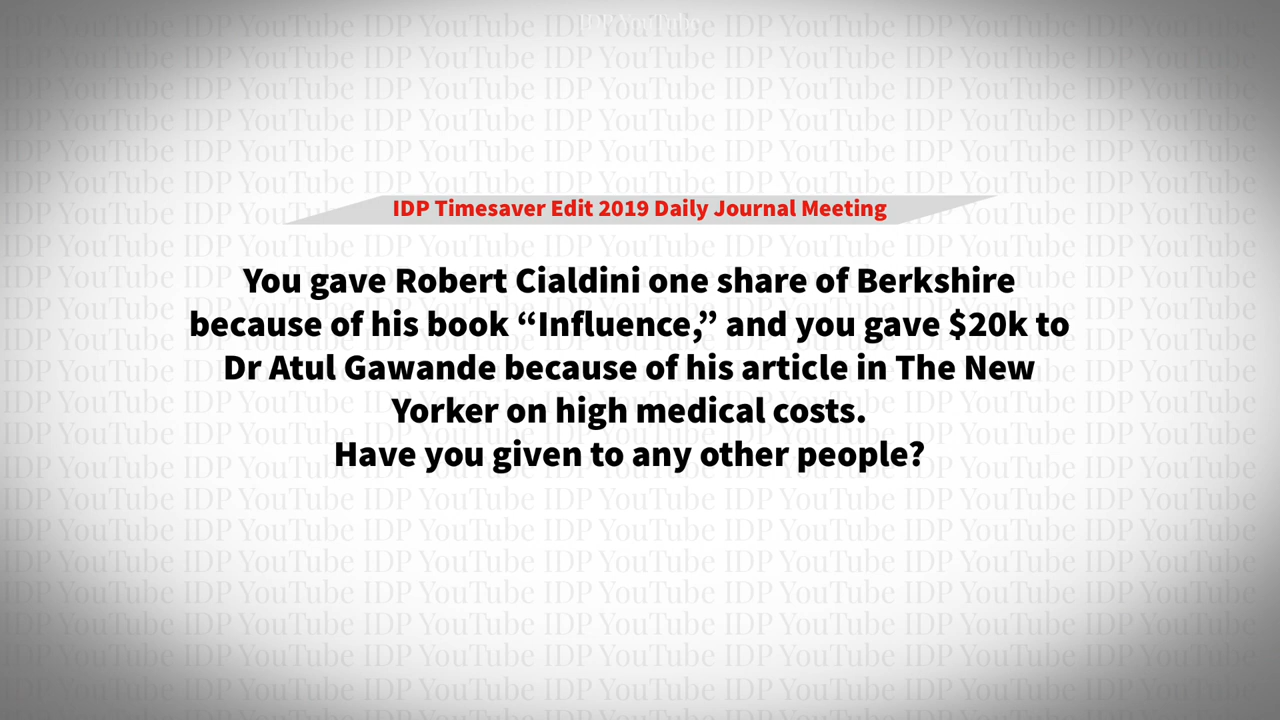 IDP YouTube
IDP Timesaver Edit 2019 Daily Journal Meeting
You gave Robert Cialdini one share of Berkshire
because of his book “Influence,” and you gave $20k to
Dr Atul Gawande because of his article in The New
Yorker on high medical costs.
Have you given to any other people?